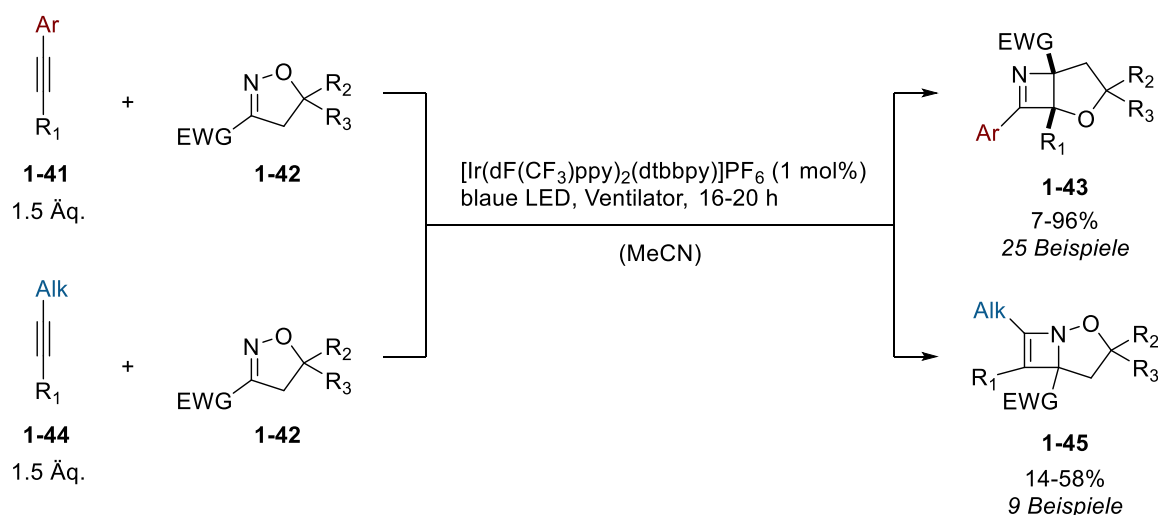 Ar
R1
1-41
1.5 Äq.
+
N
O
R2
R3
EWG
1-42
Alk
R1
1-44
1.5 Äq.
+
N
O
R2
R3
EWG
1-42
[Ir(dF(CF3)ppy)2(dtbbpy)]PF6 (1 mol%)
blaue LED, Ventilator, 16-20 h
(MeCN)
EWG
N
R2
R3
O
Ar
R1
1-43
7-96%
25 Beispiele
Alk
N
O
R2
R3
R1
EWG
1-45
14-58%
9 Beispiele